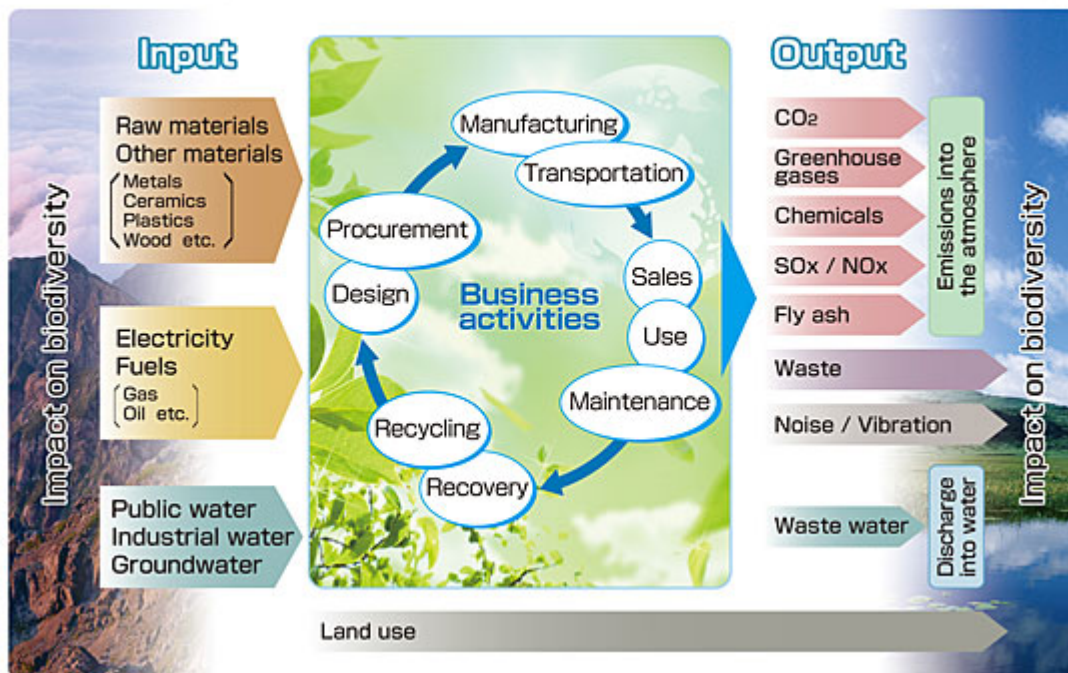 Input
Output
Impact on biodiversity
Raw materials
Other materials
Metals
Ceramics
Plastics
Wood etc.
Electricity
Fuels
Gas
Oil etc.
Public water
Industrial water
Groundwater
Business
activities
Manufacturing
Transportation
Sales
Use
Maintenance
Recovery
Recycling
Design
Procurement
CO₂
Greenhouse
gases
Chemicals
SOx / NOx
Fly ash
Emissions into
the atmosphere
Waste
Noise / Vibration
Waste water
Discharge
into water
Impact on biodiversity
Land use